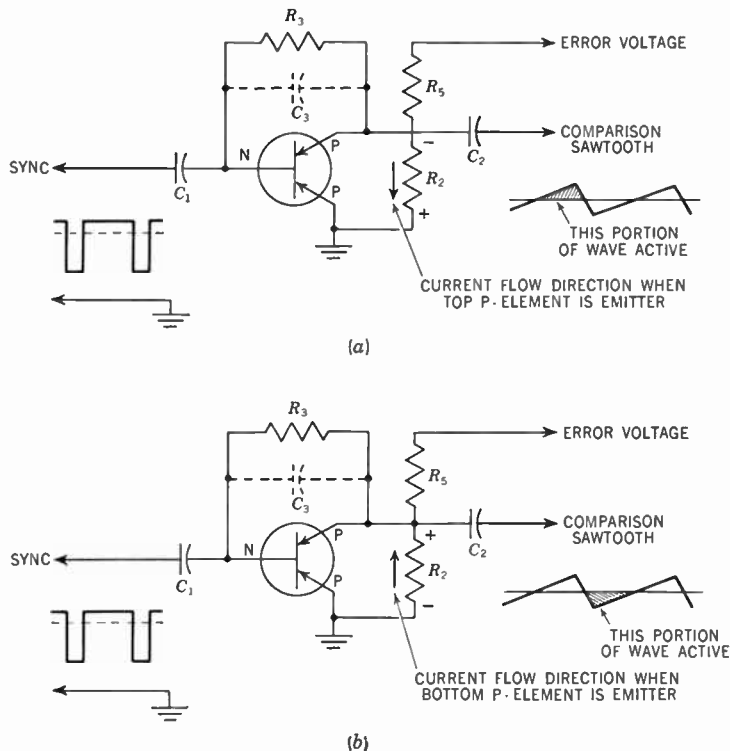 R3
ERROR VOLTAGE
R5
C3
P
−
C2
COMPARISON
SAWTOOTH
SYNC
N
C1
P
R2
+
THIS PORTION
OF WAVE ACTIVE
CURRENT FLOW DIRECTION WHEN
TOP P-ELEMENT IS EMITTER
(a)
R3
ERROR VOLTAGE
R5
C3
P
+
C2
COMPARISON
SAWTOOTH
SYNC
N
C1
P
R2
−
THIS PORTION
OF WAVE ACTIVE
CURRENT FLOW DIRECTION WHEN
BOTTOM P-ELEMENT IS EMITTER
(b)